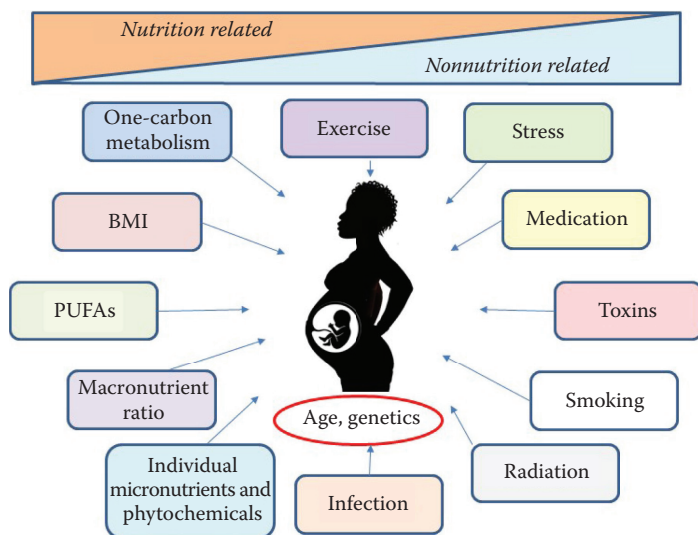 Nutrition related
Nonnutrition related
One-carbon
metabolism
Exercise
Stress
BMI
Medication
PUFAs
Toxins
Macronutrient
ratio
Smoking
Age, genetics
Individual
micronutrients and
phytochemicals
Infection
Radiation